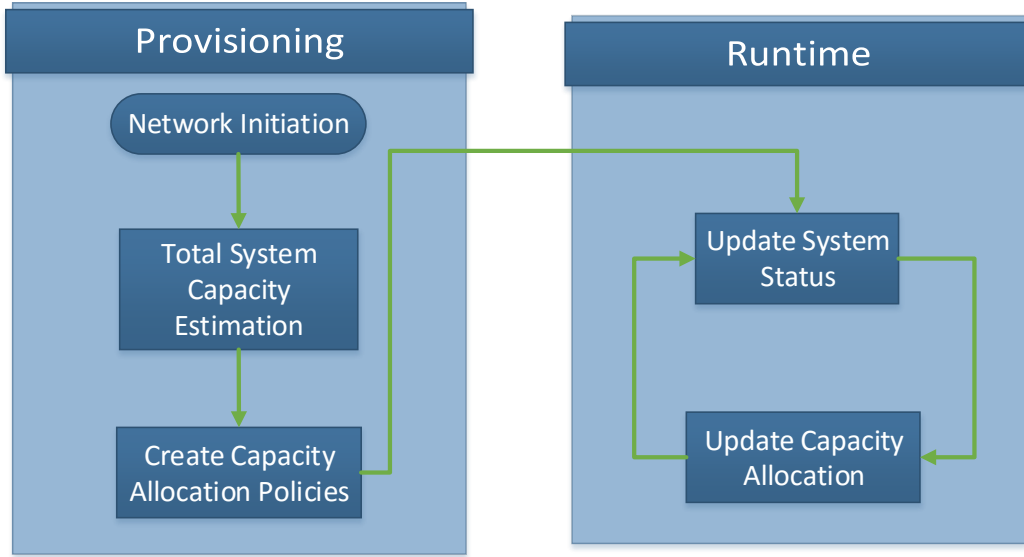 Provisioning
Network Initiation
Total System
Capacity
Estimation
Create Capacity
Allocation Policies
Runtime
Update System
Status
Update Capacity
Allocation